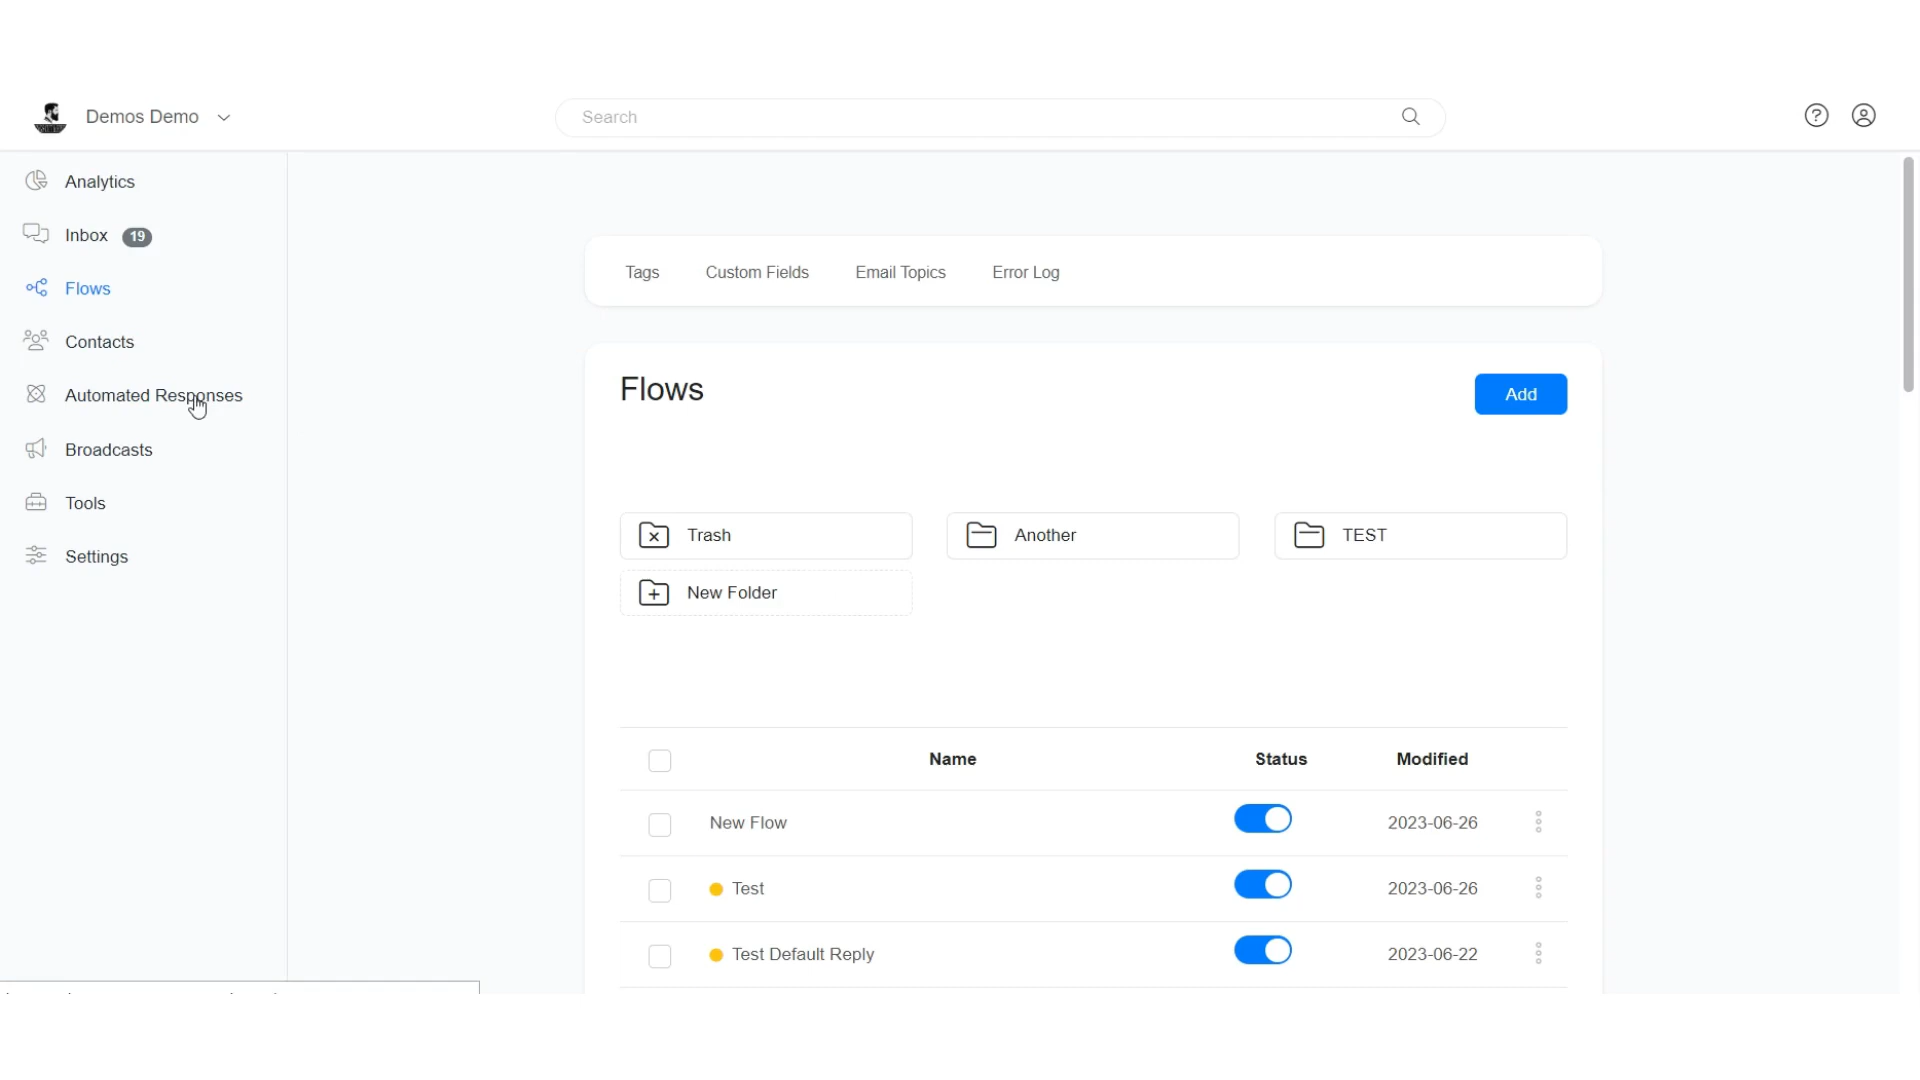 Demos Demo
Search
Analytics
Inbox 19
Flows
Contacts
Automated Responses
Broadcasts
Tools
Settings
Tags Custom Fields Email Topics Error Log
Flows
Add
Trash Another TEST
New Folder
Name Status Modified
New Flow 2023-06-26
Test 2023-06-26
Test Default Reply 2023-06-22